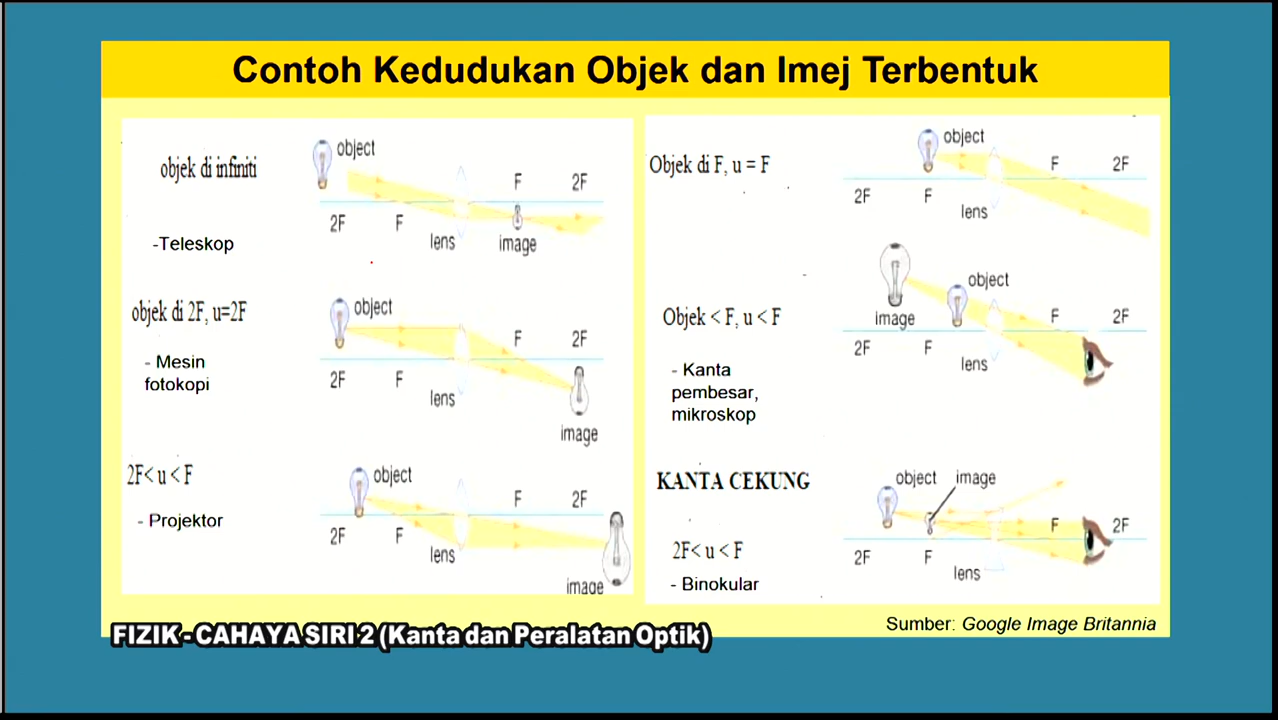 Contoh Kedudukan Objek dan Imej Terbentuk
objek di infiniti
-Teleskop
object
F
2F
2F
F
lens
image
objek di 2F, u=2F
- Mesin
fotokopi
object
F
2F
2F
F
lens
image
2F< u < F
- Projektor
object
F
2F
2F
F
lens
image
Objek di F, u = F
object
F
2F
2F
F
lens
Objek < F, u < F
- Kanta
pembesar,
mikroskop
image
object
F
2F
2F
F
lens
KANTA CEKUNG
2F< u < F
- Binokular
object
image
F
2F
2F
F
lens
Sumber: Google Image Britannia
FIZIK - CAHAYA SIRI 2 (Kanta dan Peralatan Optik)